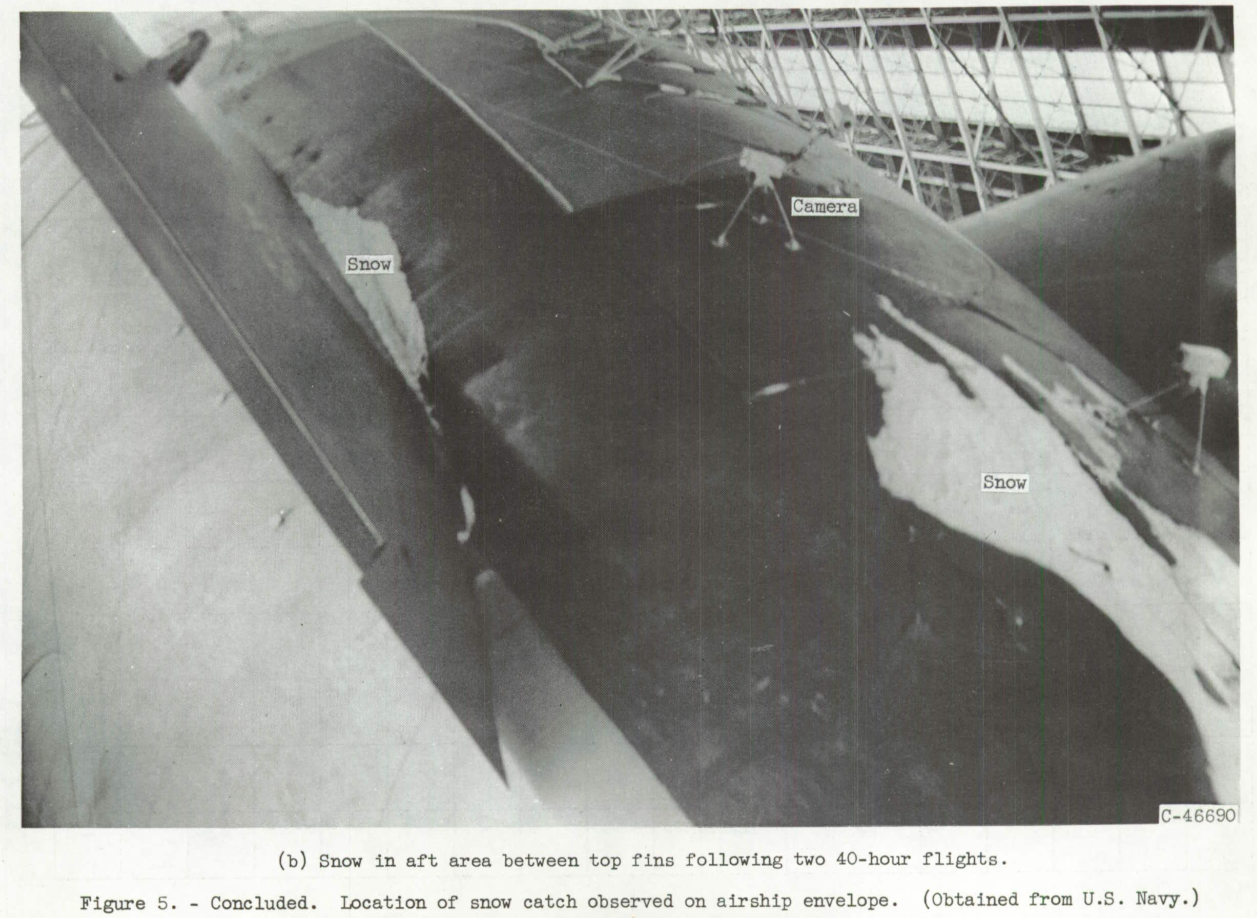 Camera
Snow
Snow
C-46690
(b) Snow in aft area between top fins following two 40-hour flights.
Figure 5. - Concluded. Location of snow catch observed on airship envelope. (Obtained from U.S. Navy.)